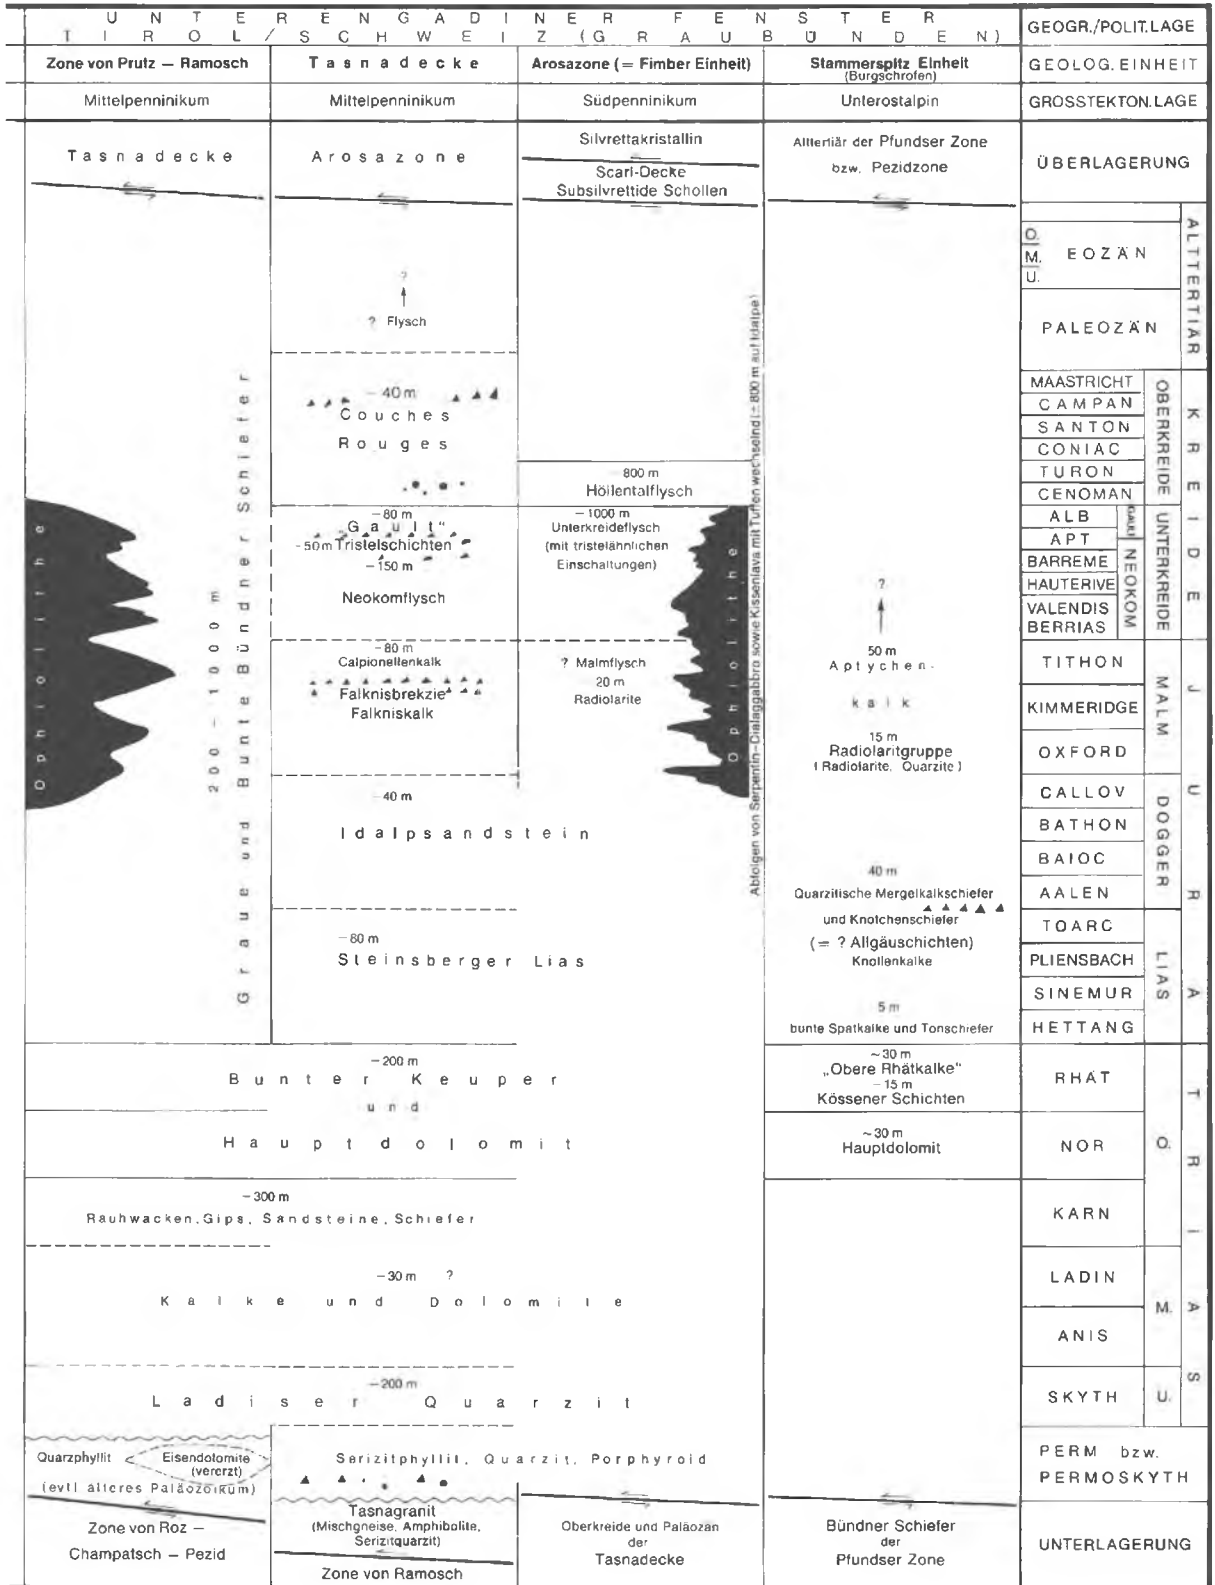 UNTERENGADINER FENSTER
TIROL/SCHWEIZ (GRAUBÜNDEN)
GEOGR./POLIT.LAGE
Zone von Prutz – Ramosch
Tasnadecke
Arosazone (= Fimber Einheit)
Stammerspitz Einheit
(Burgschrofen)
GEOLOG. EINHEIT
Mittelpenninikum
Mittelpenninikum
Südpenninikum
Unterostalpin
GROSSTEKTON. LAGE
Tasnadecke
Arosazone
Silvrettakristallin
Scarl-Decke
Subsilvrettide Schollen
Alttertiär der Pfundser Zone
bzw. Pezidzone
ÜBERLAGERUNG
O.
M.
U.
EOZÄN
PALEOZÄN
ALTTERTIÄR
MAASTRICHT
CAMPAN
SANTON
CONIAC
TURON
CENOMAN
OBERKREIDE
ALB
APT
BARREME
HAUTERIVE
VALENDIS
BERRIAS
GAULT
NEOKOM
UNTERKREIDE
KREIDE
TITHON
KIMMERIDGE
OXFORD
MALM
CALLOV
BATHON
BAIOC
AALEN
DOGGER
TOARC
PLIENSBACH
SINEMUR
HETTANG
LIAS
JURA
RHÄT
NOR
KARN
O.
LADIN
ANIS
M.
SKYTH
U.
TRIAS
PERM bzw.
PERMOSKYTH
UNTERLAGERUNG
Ophiolithe
200 – 1000 m
Graue und Bunte Bündner Schiefer
?
? Flysch
– 40 m
Couches
Rouges
– 80 m
Gault"
- 50 m Tristelschichten
– 150 m
Neokomflysch
– 80 m
Calpionellenkalk
Falknisbrekzie
Falkniskalk
– 40 m
Idalpsandstein
– 80 m
Steinsberger Lias
800 m
Höllentalflysch
– 1000 m
Unterkreideflysch
(mit tristelähnlichen
Einschaltungen)
? Malmflysch
20 m
Radiolarite
Ophiolithe
Abfolgen von Serpentin–Dialaggabbro sowie Kissenlava mit Tuffen wechselnd (± 800 m auf Idalpe)
?
50 m
Aptychen-
kalk
15 m
Radiolaritgruppe
(Radiolarite, Quarzite)
40 m
Quarzitische Mergelkalkschiefer
und Knotchenschiefer
(= ? Allgäuschichten)
Knollenkalke
5 m
bunte Spatkalke und Tonschiefer
~ 30 m
„Obere Rhätkalke"
– 15 m
Kössener Schichten
~ 30 m
Hauptdolomit
– 200 m
Bunter Keuper
und
Hauptdolomit
– 300 m
Rauhwacken, Gips, Sandsteine, Schiefer
– 30 m ?
Kalke und Dolomite
– 200 m
Ladiser Quarzit
Quarzphyllit
Eisendolomite
(vererzt)
(evtl älteres Paläozoikum)
Serizitphyllit, Quarzit, Porphyroid
Zone von Roz –
Champatsch – Pezid
Tasnagranit
(Mischgneise, Amphibolite,
Serizitquarzit)
Zone von Ramosch
Oberkreide und Paläozan
der
Tasnadecke
Bündner Schiefer
der
Pfundser Zone